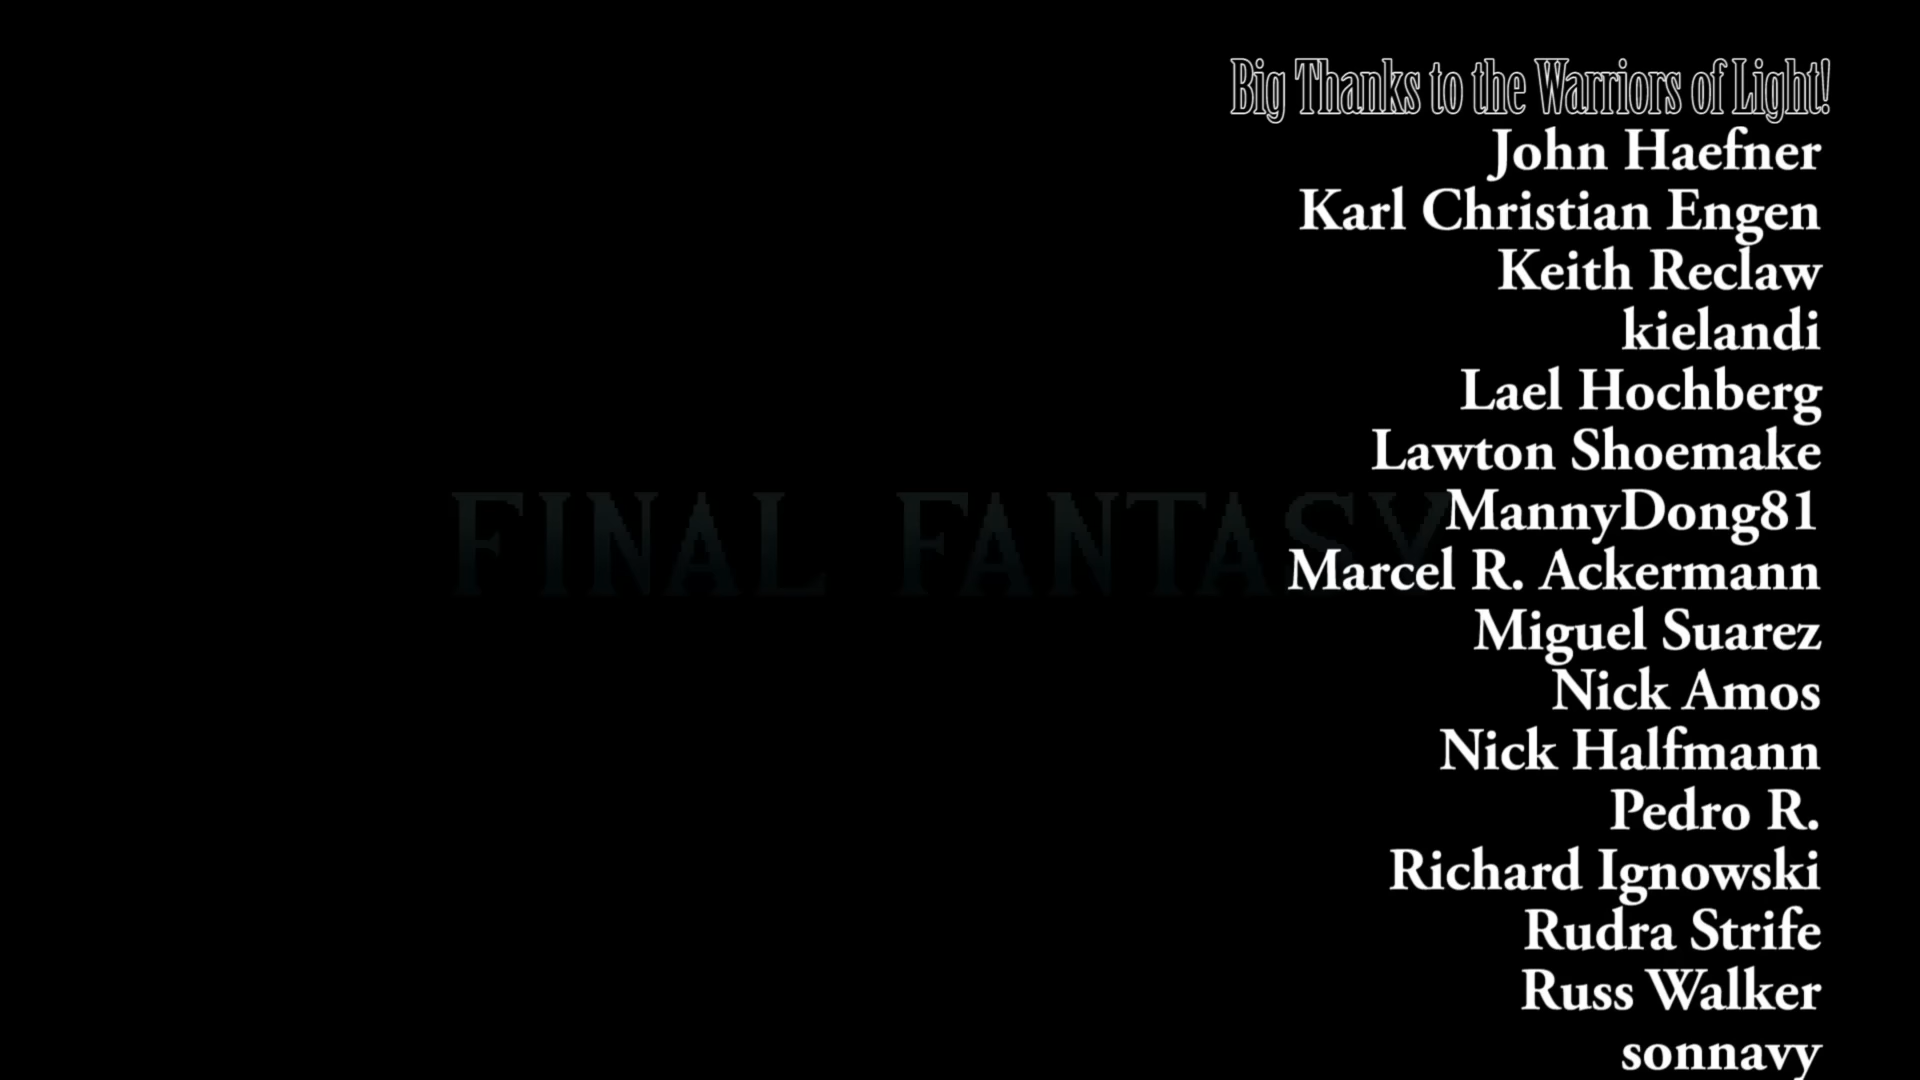 Big Thanks to the Warriors of Light!
John Haefner
Karl Christian Engen
Keith Reclaw
kielandi
Lael Hochberg
Lawton Shoemake
MannyDong81
Marcel R. Ackermann
Miguel Suarez
Nick Amos
Nick Halfmann
Pedro R.
Richard Ignowski
Rudra Strife
Russ Walker
sonnavy
FINAL FANTASY